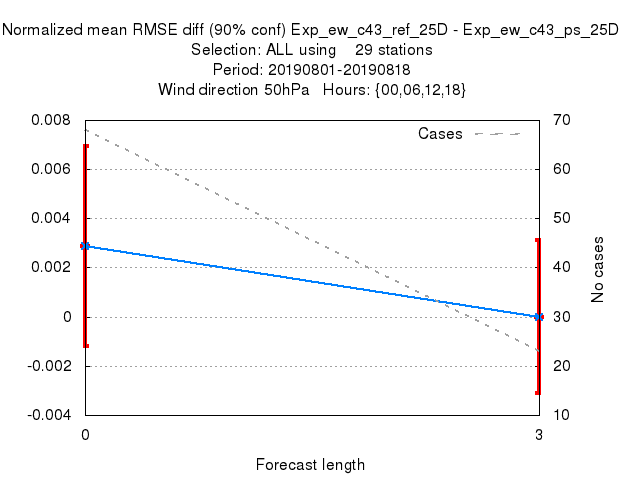 Normalized mean RMSE diff (90% conf) Exp_ew_c43_ref_25D - Exp_ew_c43_ps_25D
Selection: ALL using    29 stations
Period: 20190801-20190818
Wind direction 50hPa   Hours: {00,06,12,18}
Cases
0.008
0.006
0.004
0.002
0
-0.002
-0.004
70
60
50
40
30
20
10
No cases
0
3
Forecast length